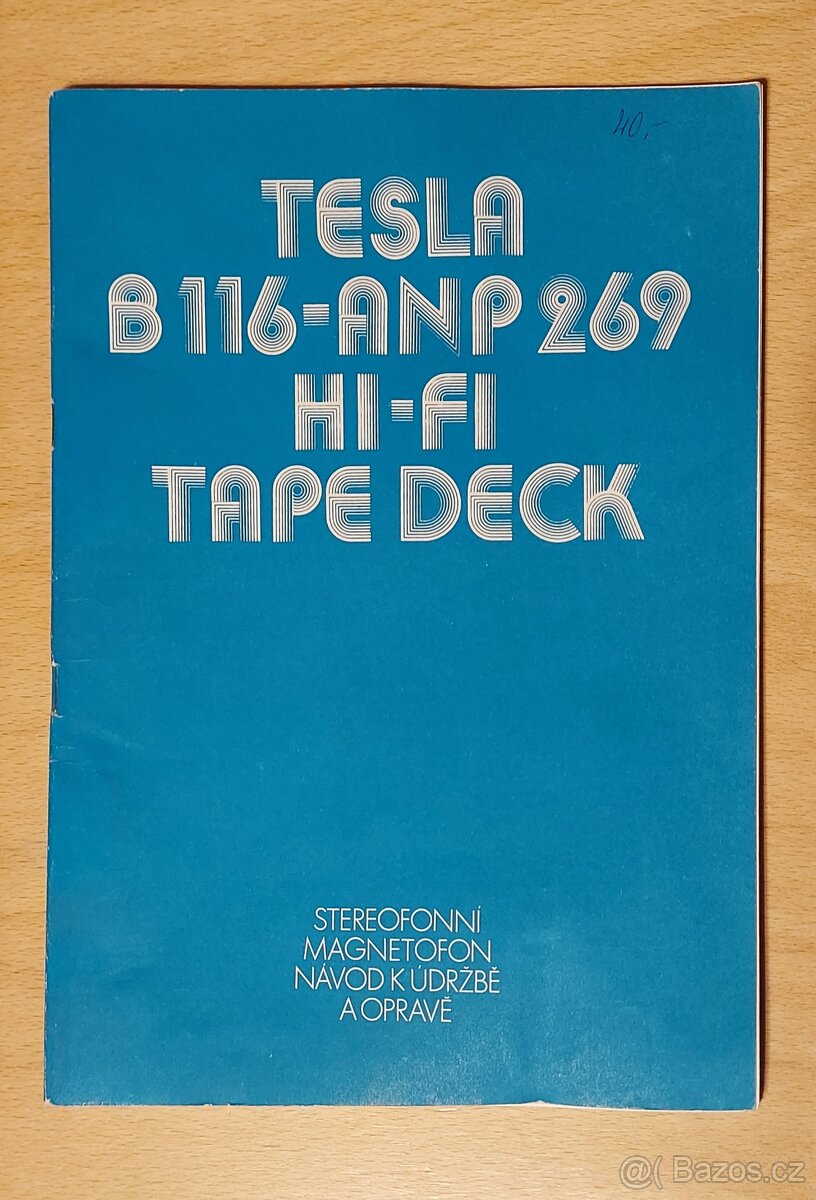 40,-
TESLA
B 116-ANP 269
HI-FI
TAPE DECK
STEREOFONNÍ
MAGNETOFON
NÁVOD K ÚDRŽBĚ
A OPRAVĚ
@( Bazos.cz